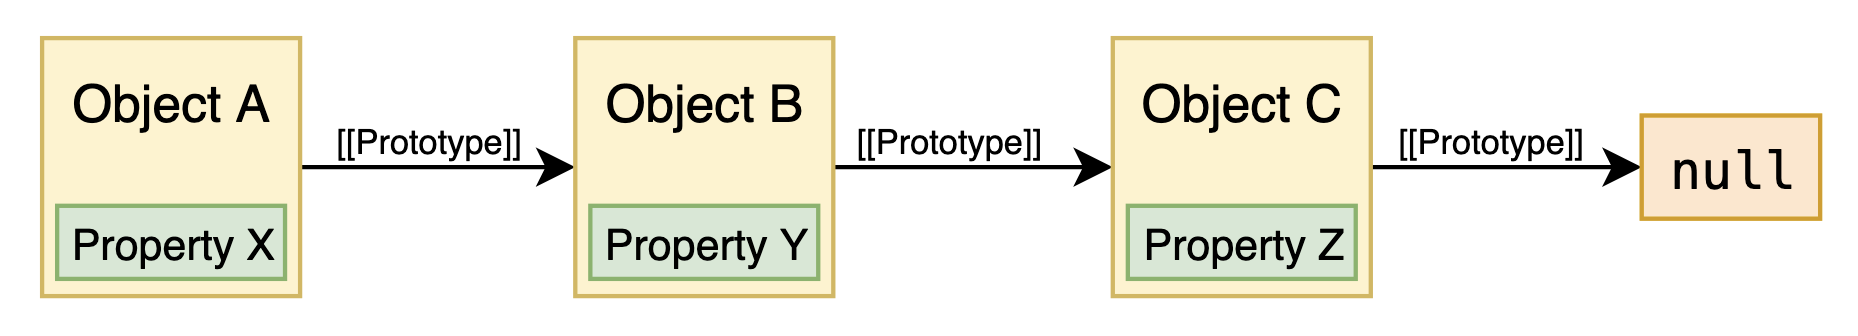 Object A
[[Prototype]]
Object B
[[Prototype]]
Object C
[[Prototype]]
null
Property X
Property Y
Property Z